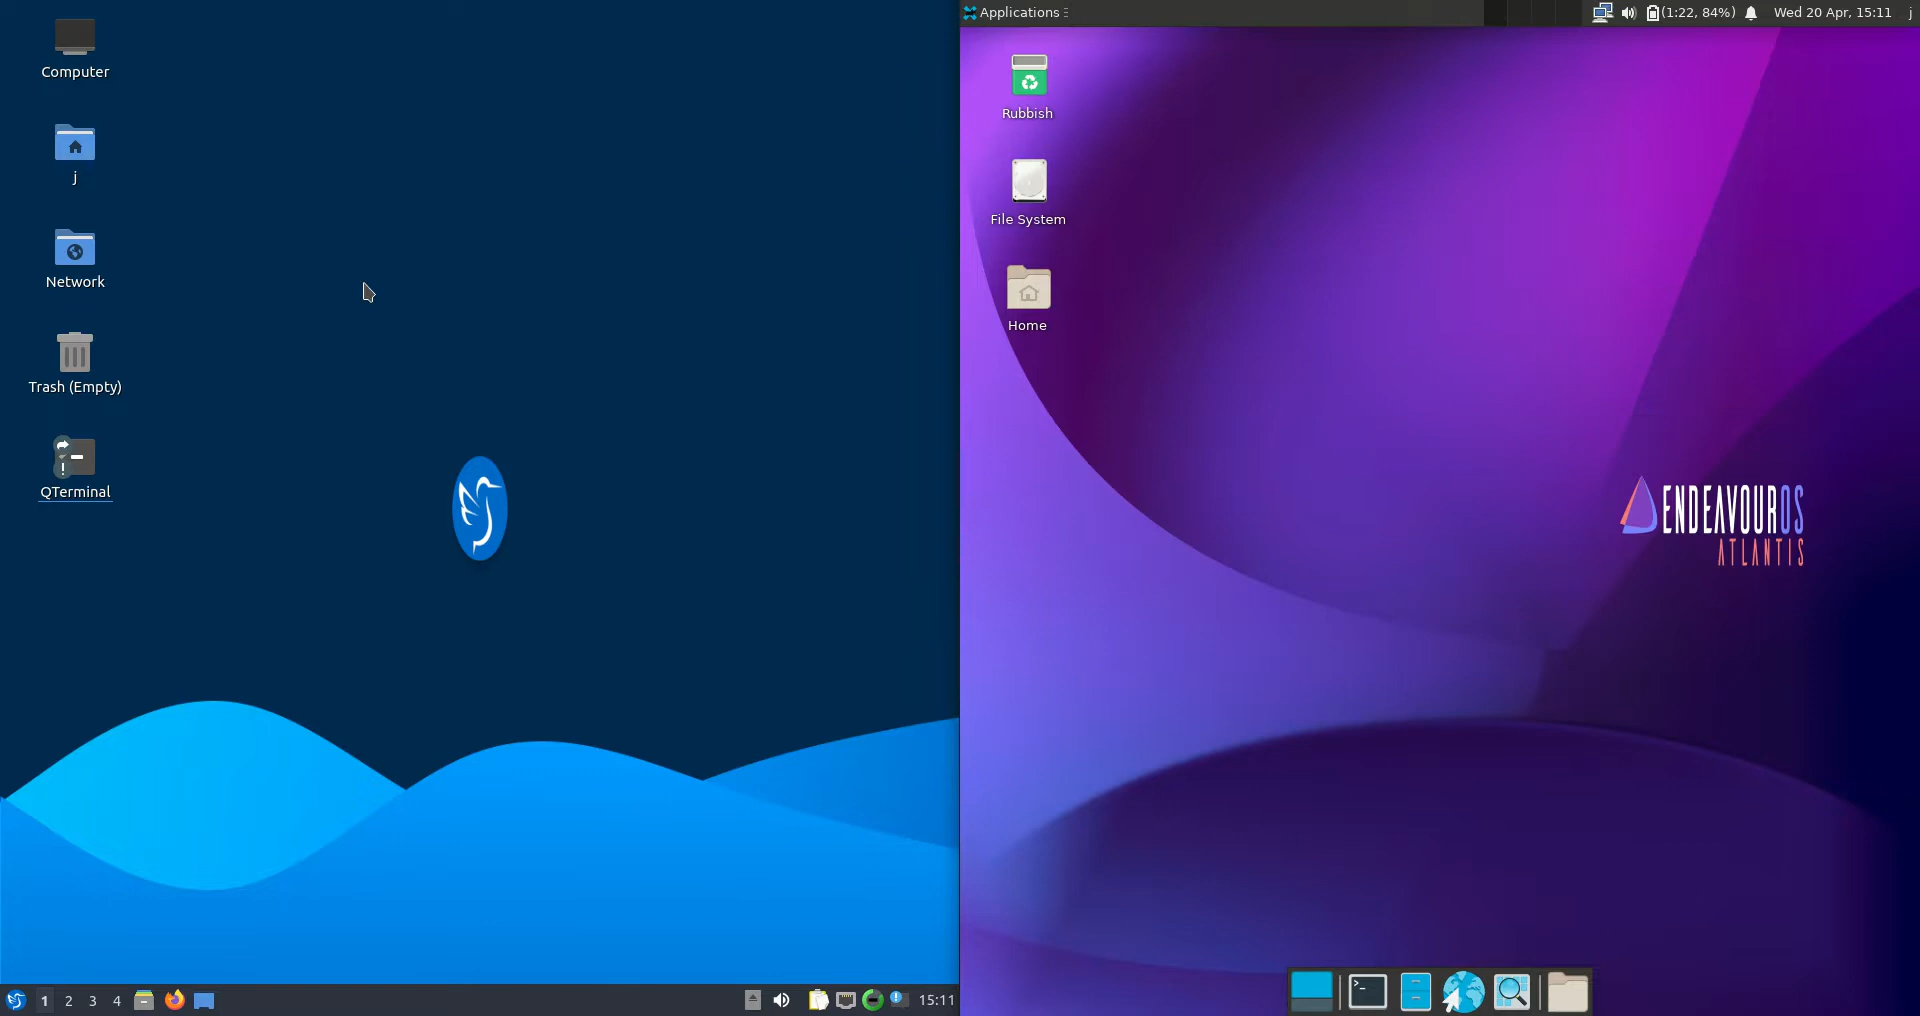 Computer
j
Network
Trash (Empty)
QTerminal
1 2 3 4
15:11
Applications
(1:22, 84%) Wed 20 Apr, 15:11 j
Rubbish
File System
Home
ENDEAVOUROS
ATLANTIS